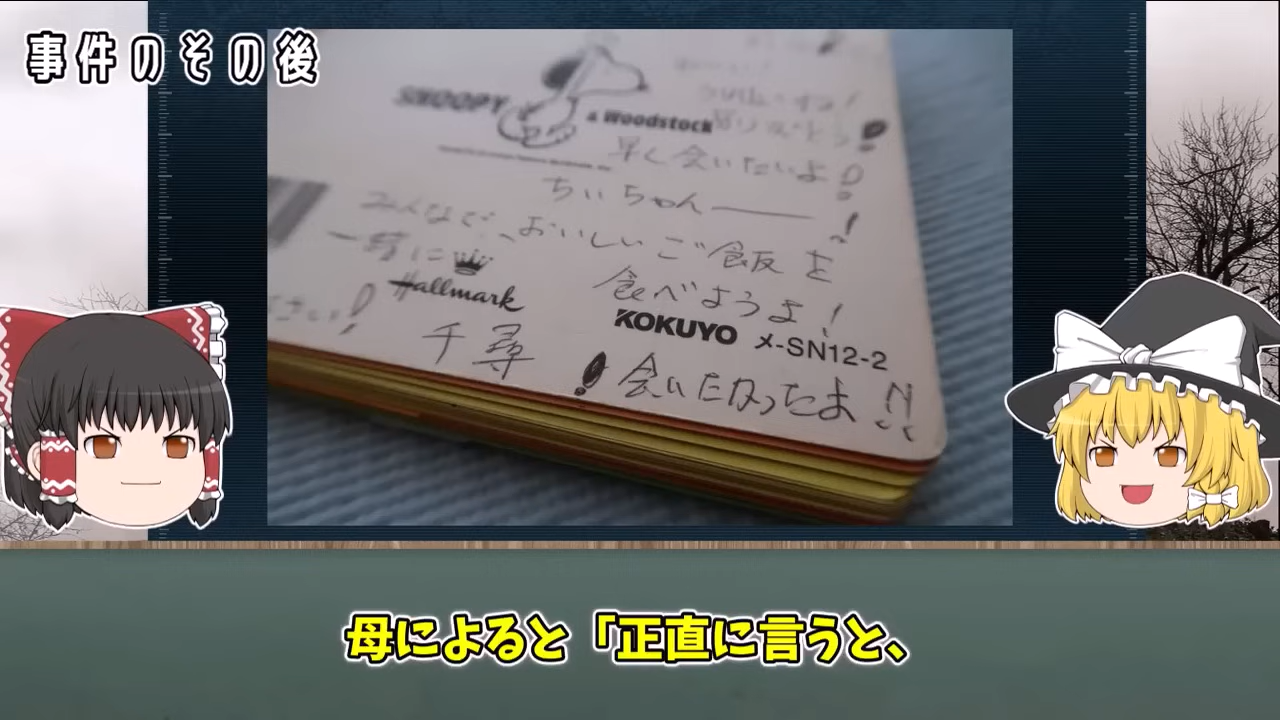 事件のその後
SNOOPY
& Woodstock
早く会いたいよ!
ちぃちゃん――!
みんなで、おいしいご飯を
一緒に
食べようよ!
Hallmark
KOKUYO メ-SN12-2
千尋
!会いたくなったよ!!
母によると「正直に言うと、